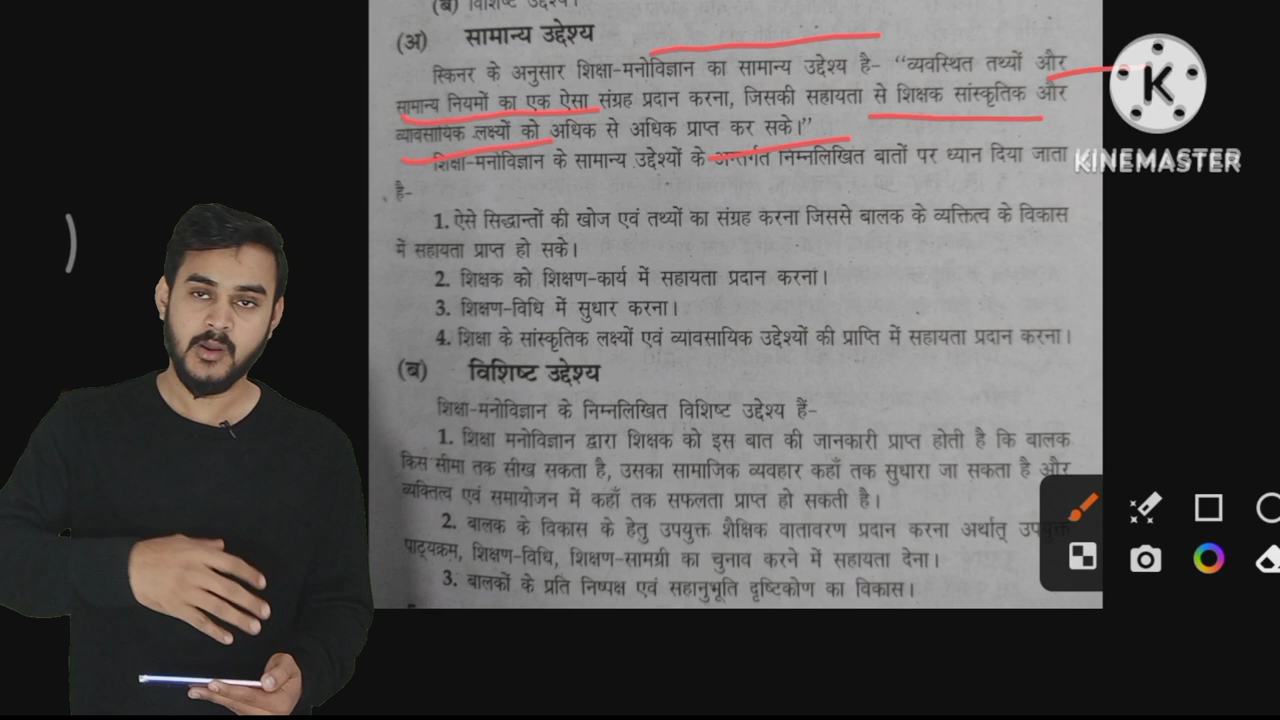 (ब) विशिष्ट उद्देश्य।
(अ) सामान्य उद्देश्य
स्किनर के अनुसार शिक्षा-मनोविज्ञान का सामान्य उद्देश्य है- “व्यवस्थित तथ्यों और
सामान्य नियमों का एक ऐसा संग्रह प्रदान करना, जिसकी सहायता से शिक्षक सांस्कृतिक और
व्यावसायिक लक्ष्यों को अधिक से अधिक प्राप्त कर सके।”
शिक्षा-मनोविज्ञान के सामान्य उद्देश्यों के अन्तर्गत निम्नलिखित बातों पर ध्यान दिया जाता
है-
1. ऐसे सिद्धान्तों की खोज एवं तथ्यों का संग्रह करना जिससे बालक के व्यक्तित्व के विकास
में सहायता प्राप्त हो सके।
2. शिक्षक को शिक्षण-कार्य में सहायता प्रदान करना।
3. शिक्षण-विधि में सुधार करना।
4. शिक्षा के सांस्कृतिक लक्ष्यों एवं व्यावसायिक उद्देश्यों की प्राप्ति में सहायता प्रदान करना।
(ब) विशिष्ट उद्देश्य
शिक्षा-मनोविज्ञान के निम्नलिखित विशिष्ट उद्देश्य हैं-
1. शिक्षा मनोविज्ञान द्वारा शिक्षक को इस बात की जानकारी प्राप्त होती है कि बालक
किस सीमा तक सीख सकता है, उसका सामाजिक व्यवहार कहाँ तक सुधारा जा सकता है और
व्यक्तित्व एवं समायोजन में कहाँ तक सफलता प्राप्त हो सकती है।
2. बालक के विकास के हेतु उपयुक्त शैक्षिक वातावरण प्रदान करना अर्थात् उपयुक्त
पाठ्यक्रम, शिक्षण-विधि, शिक्षण-सामग्री का चुनाव करने में सहायता देना।
3. बालकों के प्रति निष्पक्ष एवं सहानुभूति दृष्टिकोण का विकास।
K
KINEMASTER